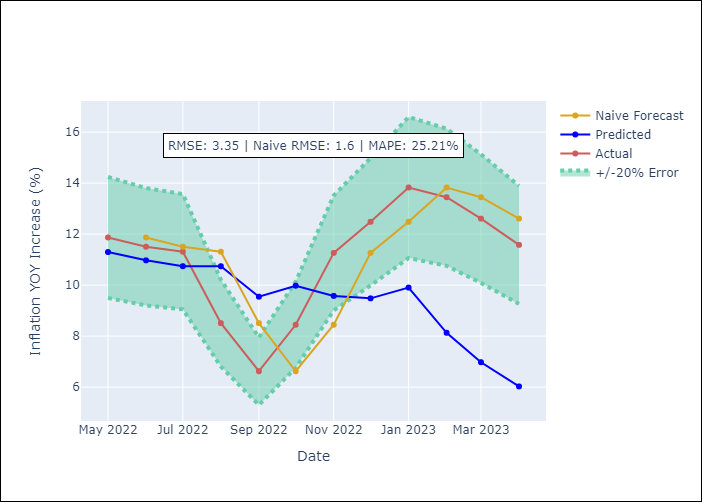 RMSE: 3.35 | Naive RMSE: 1.6 | MAPE: 25.21%
Naive Forecast
Predicted
Actual
+/-20% Error
Inflation YOY Increase (%)
16
14
12
10
8
6
May 2022
Jul 2022
Sep 2022
Nov 2022
Jan 2023
Mar 2023
Date